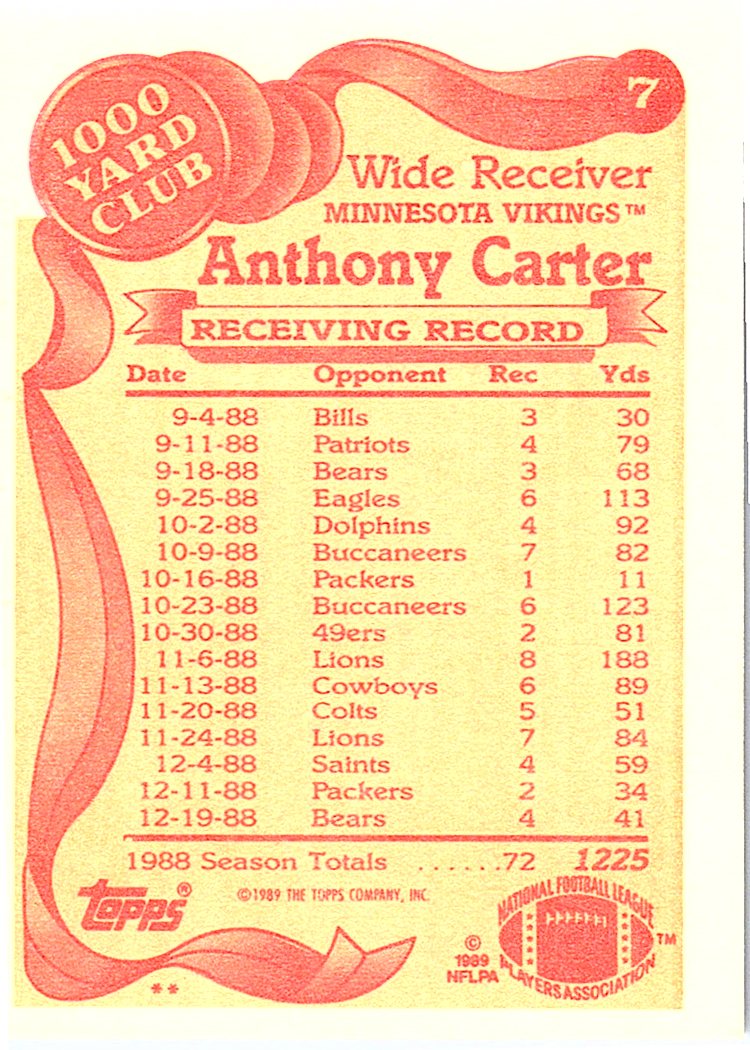 7
1000
YARD
CLUB
Wide Receiver
MINNESOTA VIKINGS™
Anthony Carter
RECEIVING RECORD
Date Opponent Rec Yds
9-4-88 Bills 3 30
9-11-88 Patriots 4 79
9-18-88 Bears 3 68
9-25-88 Eagles 6 113
10-2-88 Dolphins 4 92
10-9-88 Buccaneers 7 82
10-16-88 Packers 1 11
10-23-88 Buccaneers 6 123
10-30-88 49ers 2 81
11-6-88 Lions 8 188
11-13-88 Cowboys 6 89
11-20-88 Colts 5 51
11-24-88 Lions 7 84
12-4-88 Saints 4 59
12-11-88 Packers 2 34
12-19-88 Bears 4 41
1988 Season Totals ......72 1225
topps®
©1989 THE TOPPS COMPANY, INC.
NATIONAL FOOTBALL LEAGUE
PLAYERS ASSOCIATION™
©
1989
NFLPA
**